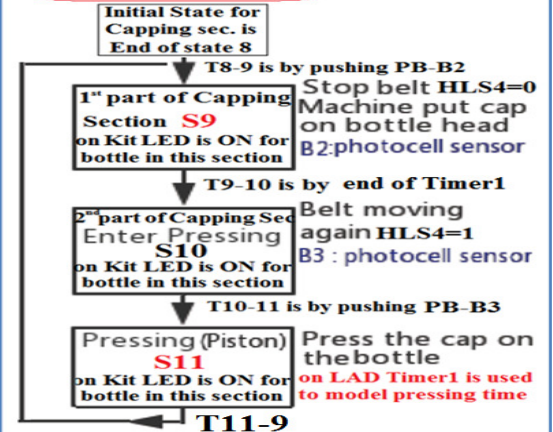 Initial State for
Capping sec. is
End of state 8
T8-9 is by pushing PB-B2
1st part of Capping
Section S9
on Kit LED is ON for
bottle in this section
Stop belt HLS4=0
Machine put cap
on bottle head
B2:photocell sensor
T9-10 is by end of Timer1
2nd part of Capping Sec
Enter Pressing
S10
on Kit LED is ON for
bottle in this section
Belt moving
again HLS4=1
B3 : photocell sensor
T10-11 is by pushing PB-B3
Pressing (Piston)
S11
on Kit LED is ON for
bottle in this section
Press the cap on
the bottle
on LAD Timer1 is used
to model pressing time
T11-9